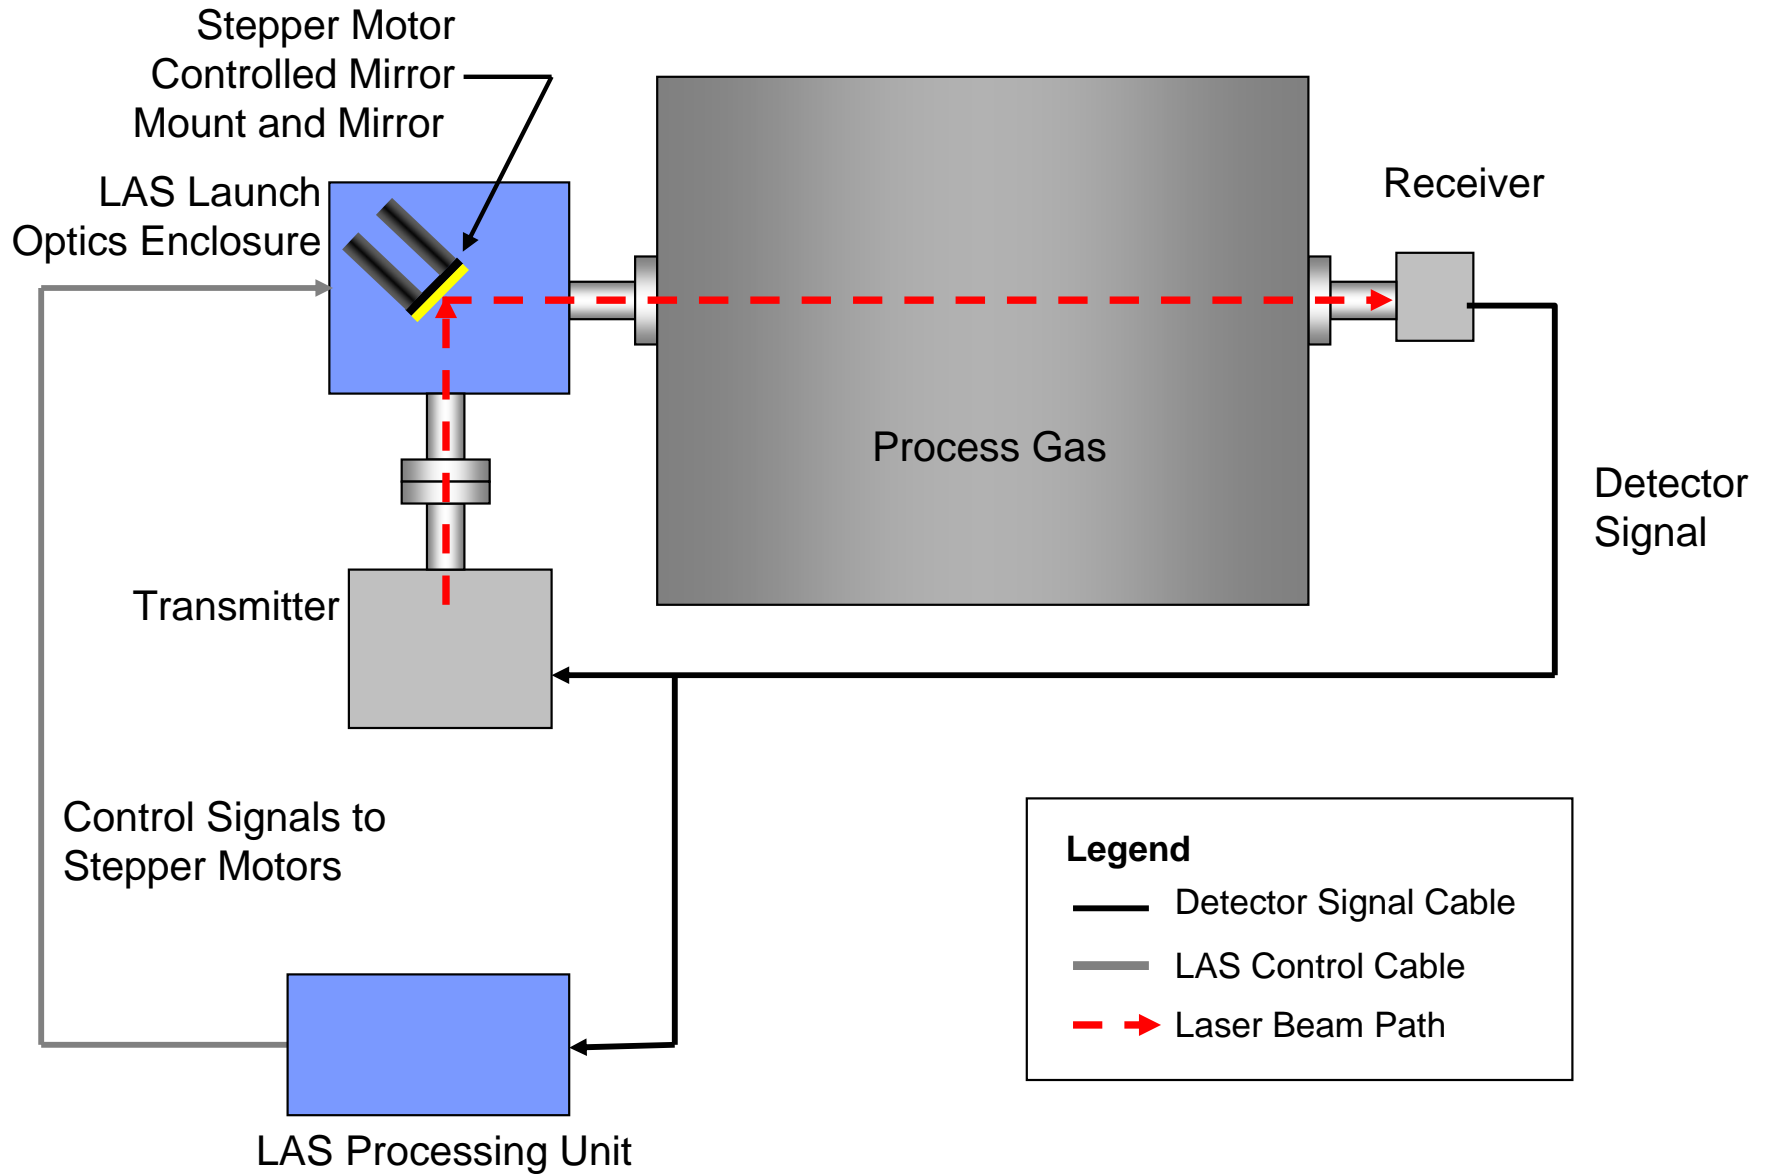 Stepper Motor
Controlled Mirror
Mount and Mirror
LAS Launch
Optics Enclosure
Receiver
Process Gas
Detector
Signal
Transmitter
Control Signals to
Stepper Motors
Legend
Detector Signal Cable
LAS Control Cable
Laser Beam Path
LAS Processing Unit